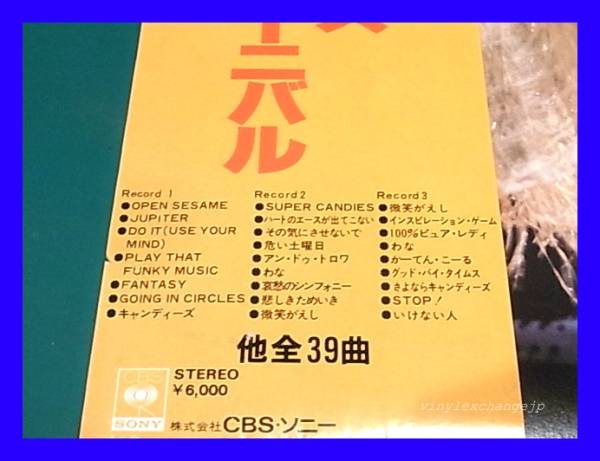 ーニバル
Record 1
●OPEN SESAME
●JUPITER
●DO IT(USE YOUR
MIND)
●PLAY THAT
FUNKY MUSIC
●FANTASY
●GOING IN CIRCLES
●キャンディーズ
Record 2
●SUPER CANDIES
●ハートのエースが出てこない
●その気にさせないで
●危い土曜日
●アン・ドゥ・トロワ
●わな
●哀愁のシンフォニー
●悲しきためいき
●微笑がえし
Record 3
●微笑がえし
●インスピレーション・ゲーム
●100%ピュア・レディ
●わな
●かーてん・こーる
●グッド・バイ・タイムス
●さよならキャンディーズ
●STOP!
●いけない人
他全39曲
CBS
SONY
STEREO
¥6,000
株式会社 CBS・ソニー
vinylexchangejp